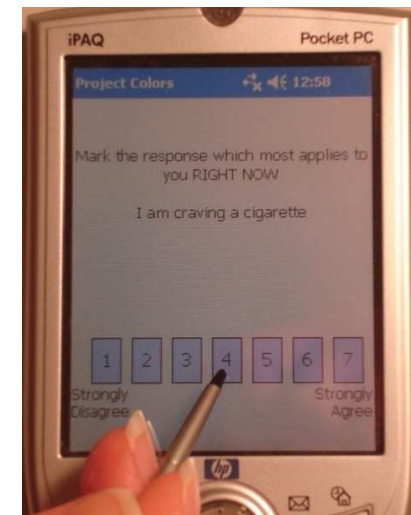 iPAQ Pocket PC
Project Colors 12:58
Mark the response which most applies to
you RIGHT NOW
I am craving a cigarette
1 2 3 4 5 6 7
Strongly Strongly
Disagree Agree
hp